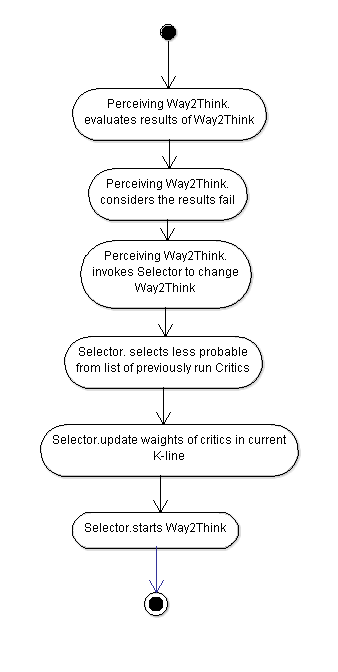 Perceiving Way2Think.
evaluates results of Way2Think
Perceiving Way2Think.
considers the results fail
Perceiving Way2Think.
invokes Selector to change
Way2Think
Selector. selects less probable
from list of previously run Critics
Selector.update waights of critics in current
K-line
Selector.starts Way2Think